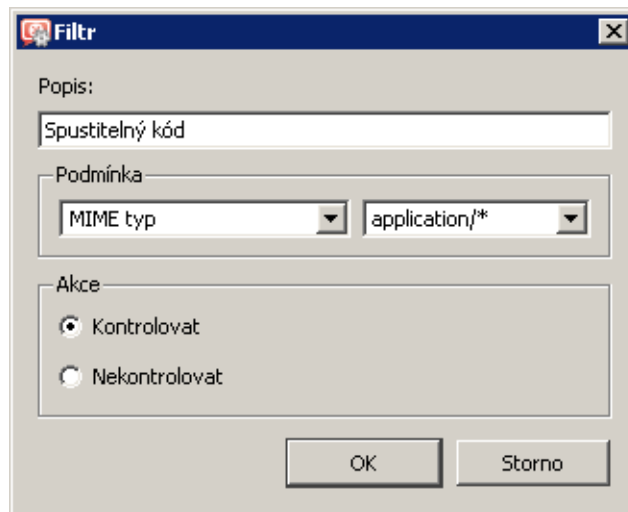 Filtr
Popis:
Spustitelný kód
Podmínka
MIME typ application/*
Akce
Kontrolovat
Nekontrolovat
OK Storno